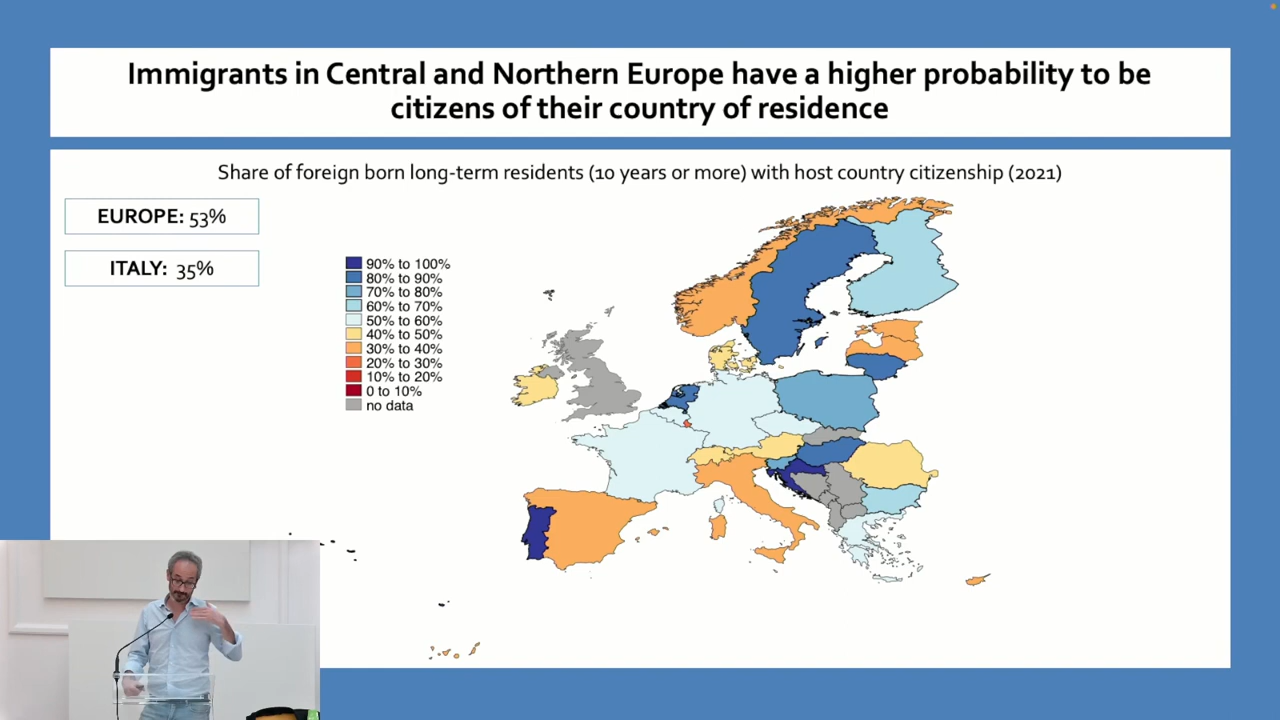 Immigrants in Central and Northern Europe have a higher probability to be
citizens of their country of residence
Share of foreign born long-term residents (10 years or more) with host country citizenship (2021)
EUROPE: 53%
ITALY: 35%
90% to 100%
80% to 90%
70% to 80%
60% to 70%
50% to 60%
40% to 50%
30% to 40%
20% to 30%
10% to 20%
0 to 10%
no data